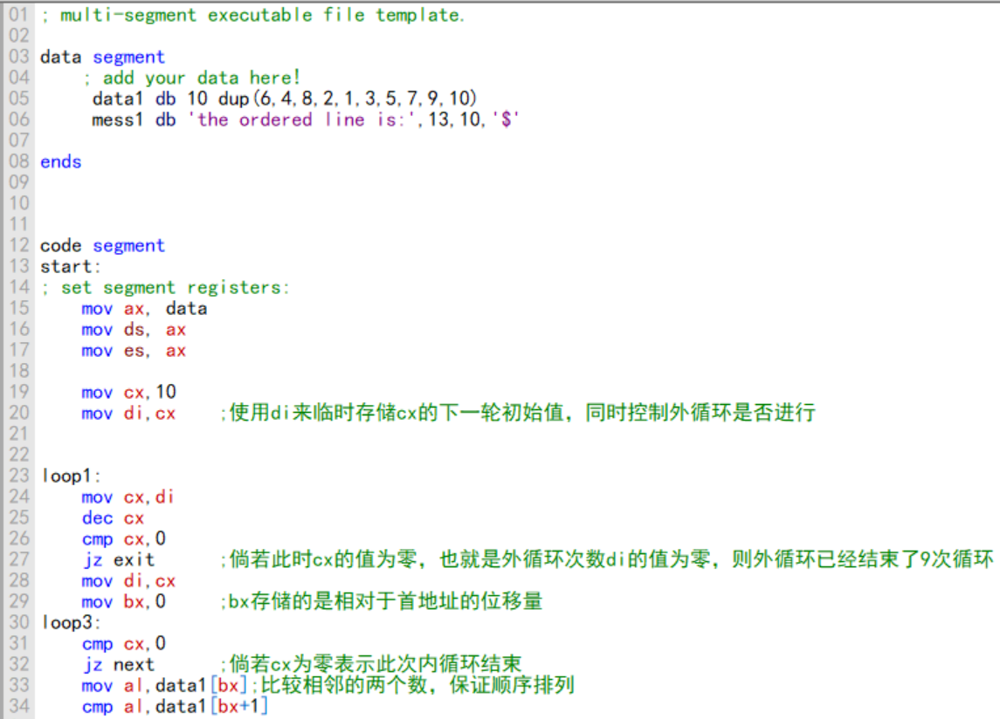 01 ; multi-segment executable file template.
02
03 data segment
04     ; add your data here!
05      data1 db 10 dup(6,4,8,2,1,3,5,7,9,10)
06      mess1 db 'the ordered line is:',13,10,'$'
07
08 ends
09
10
11
12 code segment
13 start:
14 ; set segment registers:
15     mov ax, data
16     mov ds, ax
17     mov es, ax
18
19     mov cx,10
20     mov di,cx    ;使用di来临时存储cx的下一轮初始值，同时控制外循环是否进行
21
22
23 loop1:
24     mov cx,di
25     dec cx
26     cmp cx,0
27     jz exit      ;倘若此时cx的值为零，也就是外循环次数di的值为零，则外循环已经结束了9次循环
28     mov di,cx
29     mov bx,0     ;bx存储的是相对于首地址的位移量
30 loop3:
31     cmp cx,0
32     jz next      ;倘若cx为零表示此次内循环结束
33     mov al,data1[bx];比较相邻的两个数，保证顺序排列
34     cmp al,data1[bx+1]